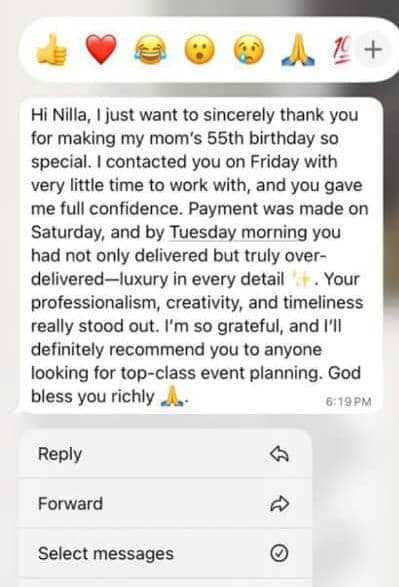 Hi Nilla, I just want to sincerely thank you
for making my mom's 55th birthday so
special. I contacted you on Friday with
very little time to work with, and you gave
me full confidence. Payment was made on
Saturday, and by Tuesday morning you
had not only delivered but truly over-
delivered—luxury in every detail ✨. Your
professionalism, creativity, and timeliness
really stood out. I'm so grateful, and I'll
definitely recommend you to anyone
looking for top-class event planning. God
bless you richly 🙏.
6:19 PM
Reply
Forward
Select messages